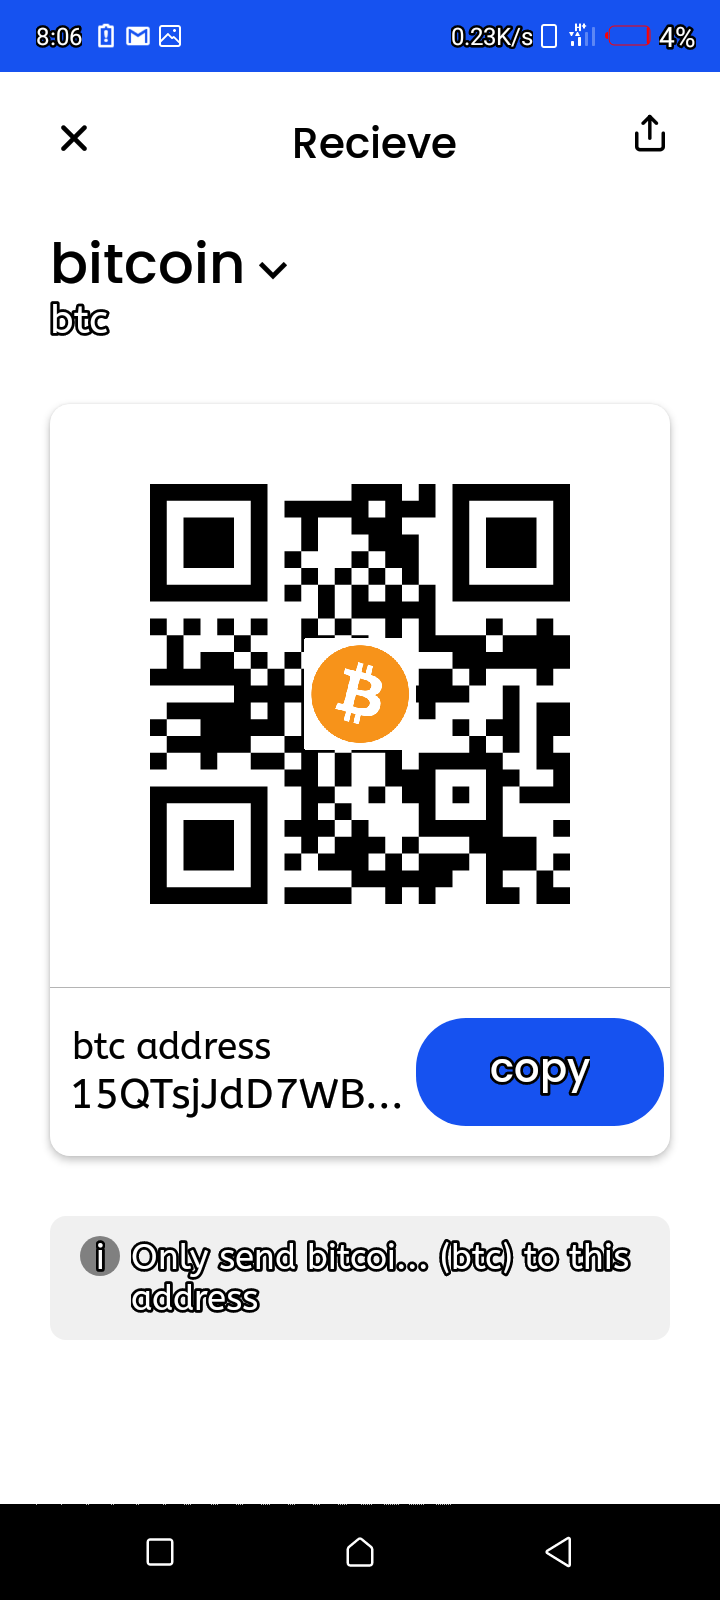 8:06 0.23K/s H+ 4%
Recieve
bitcoin
btc
btc address
15QTsjJdD7WB...
copy
i Only send bitcoi... (btc) to this
address